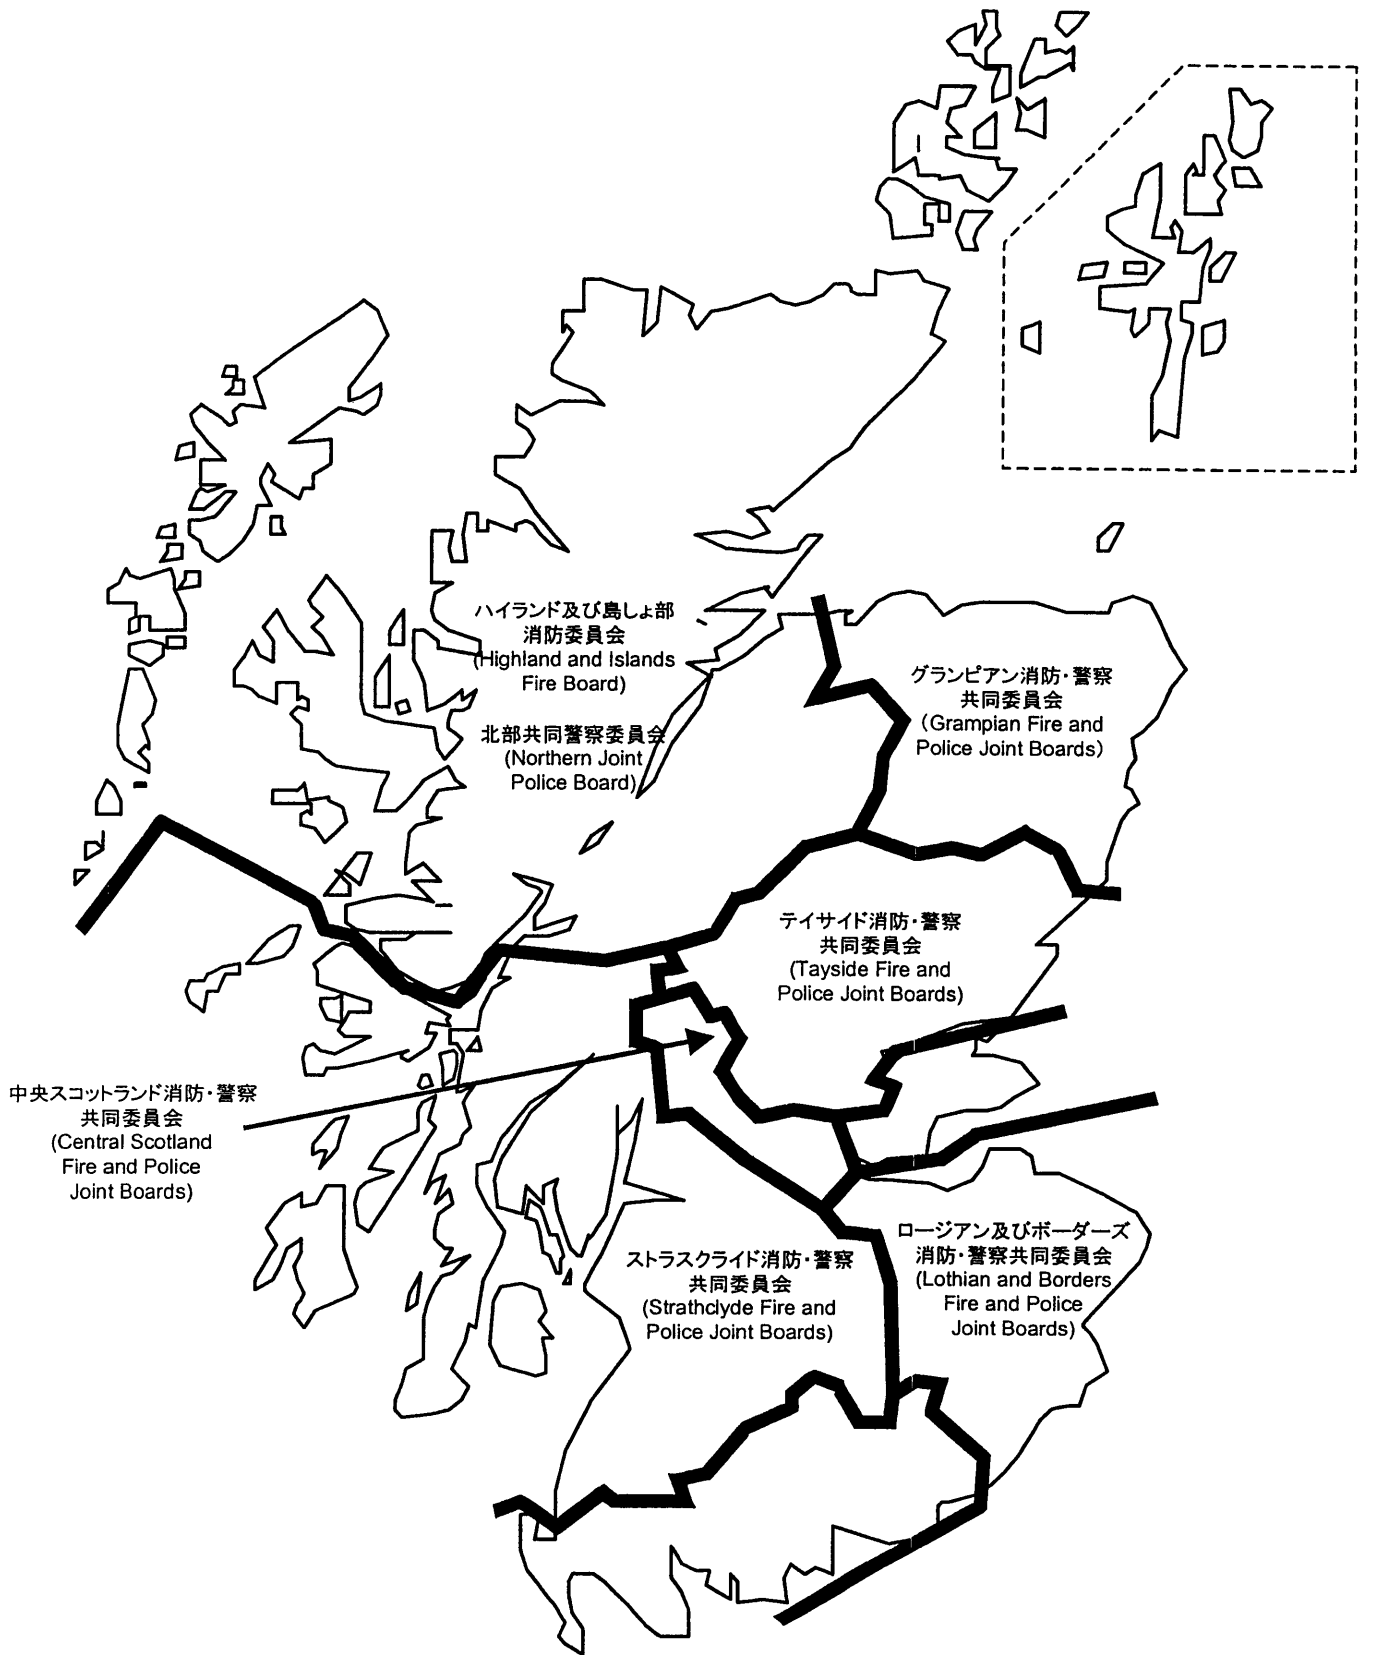 ハイランド及び島しょ部
消防委員会
(Highland and Islands
Fire Board)
北部共同警察委員会
(Northern Joint
Police Board)
グランピアン消防・警察
共同委員会
(Grampian Fire and
Police Joint Boards)
テイサイド消防・警察
共同委員会
(Tayside Fire and
Police Joint Boards)
中央スコットランド消防・警察
共同委員会
(Central Scotland
Fire and Police
Joint Boards)
ストラスクライド消防・警察
共同委員会
(Strathclyde Fire and
Police Joint Boards)
ロージアン及びボーダーズ
消防・警察共同委員会
(Lothian and Borders
Fire and Police
Joint Boards)